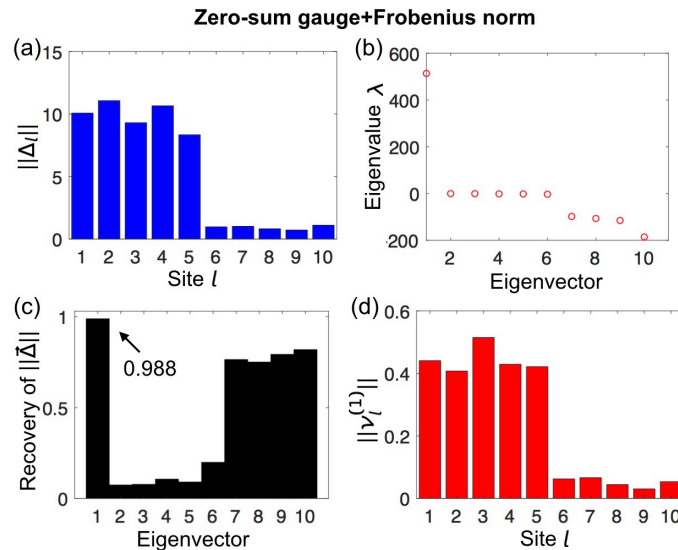 Zero-sum gauge+Frobenius norm
(a)
15
10
5
0
||Δl||
1 2 3 4 5 6 7 8 9 10
Site l
(b)
600
400
200
0
-200
Eigenvalue λ
2 4 6 8 10
Eigenvector
(c)
1
0.5
0
Recovery of ||Δ⃗||
0.988
1 2 3 4 5 6 7 8 9 10
Eigenvector
(d)
0.6
0.4
0.2
0
||νl(1)||
1 2 3 4 5 6 7 8 9 10
Site l